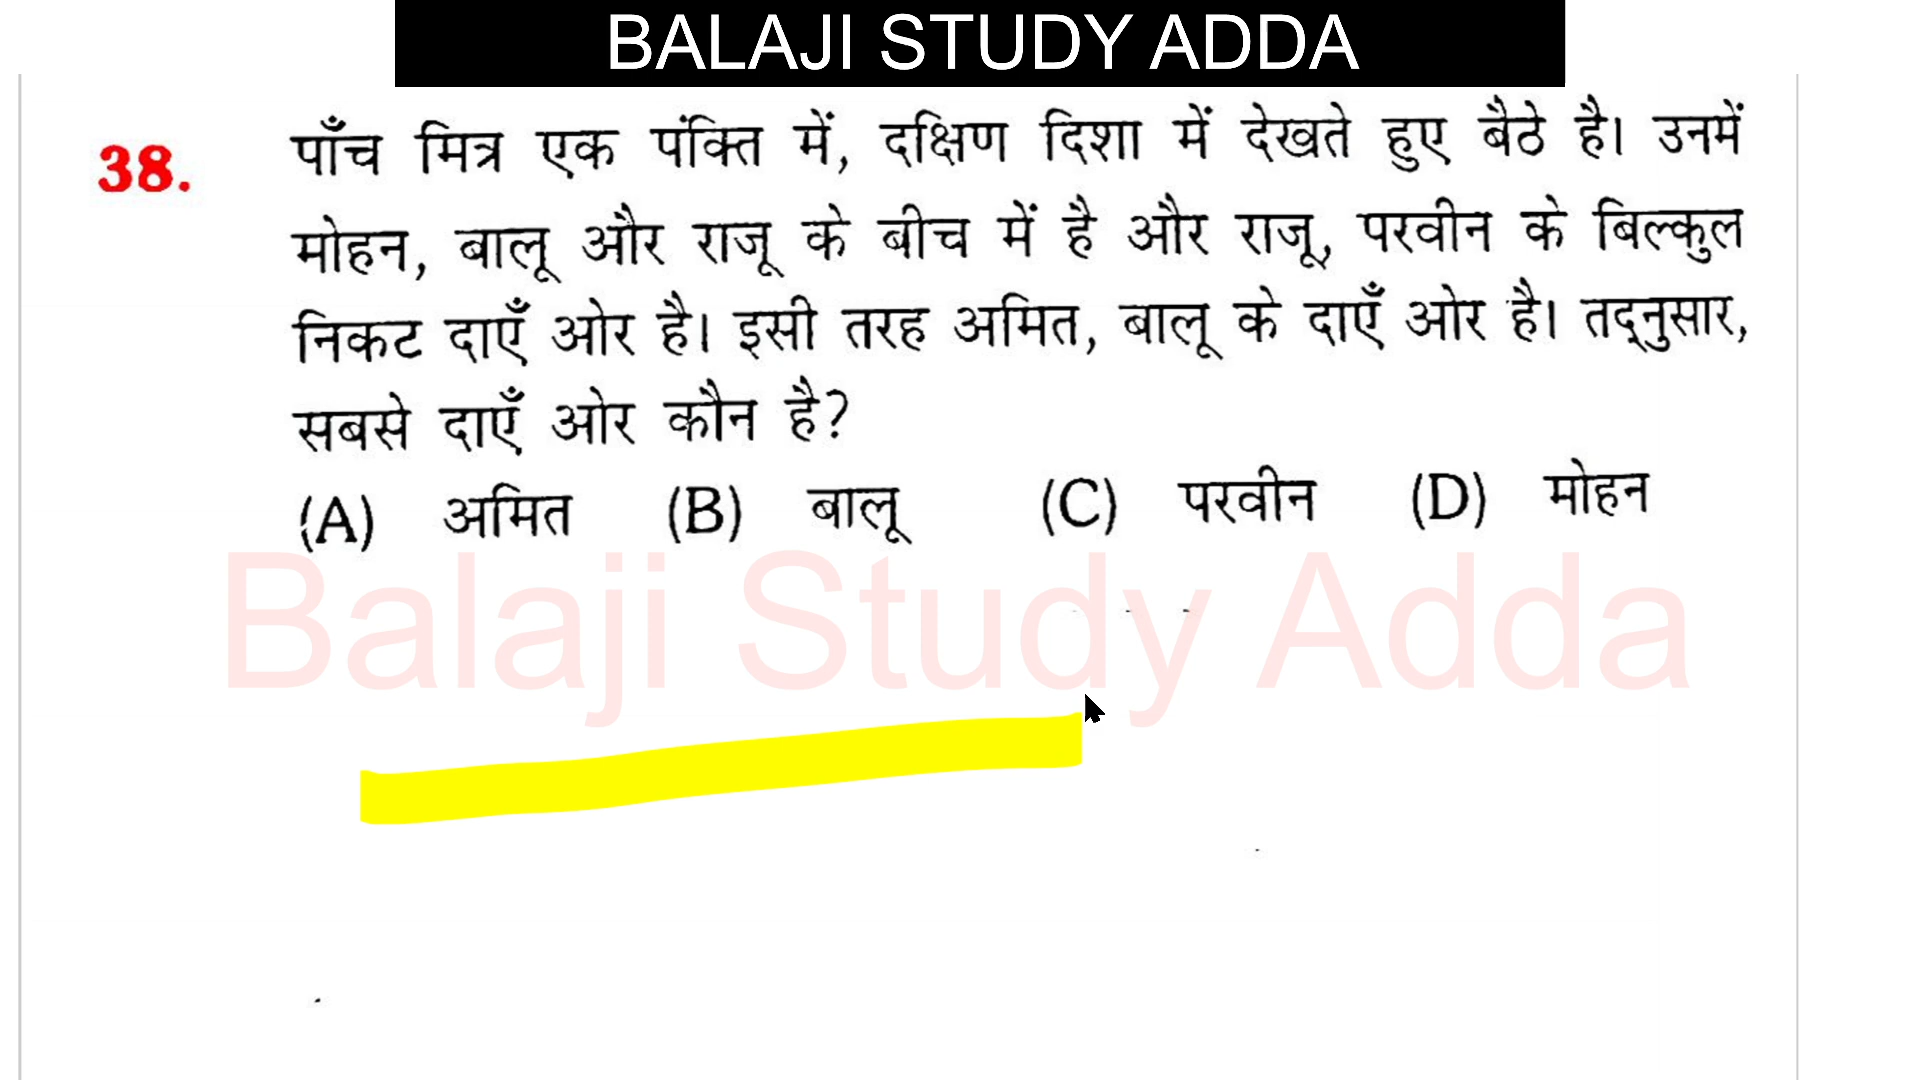 BALAJI STUDY ADDA
38. पाँच मित्र एक पंक्ति में, दक्षिण दिशा में देखते हुए बैठे है। उनमें
मोहन, बालू और राजू के बीच में है और राजू, परवीन के बिल्कुल
निकट दाएँ ओर है। इसी तरह अमित, बालू के दाएँ ओर है। तद्नुसार,
सबसे दाएँ ओर कौन है?
(A) अमित (B) बालू (C) परवीन (D) मोहन
Balaji Study Adda